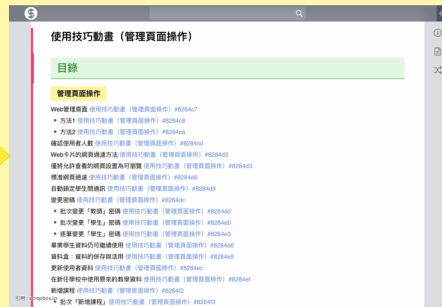 使用技巧動畫（管理頁面操作）
目錄
管理頁面操作
Web管理頁面 使用技巧動畫（管理頁面操作）#8284c7
方法1 使用技巧動畫（管理頁面操作）#8284c8
方法2 使用技巧動畫（管理頁面操作）#8284ca
確認使用者人數 使用技巧動畫（管理頁面操作）#8284cd
Web卡片的網頁過濾方法 使用技巧動畫（管理頁面操作）#8284d0
僅將允許查看的網頁設置為可瀏覽 使用技巧動畫（管理頁面操作）#8284d3
標准網頁過濾 使用技巧動畫（管理頁面操作）#8284d6
自動鎖定學生間通訊 使用技巧動畫（管理頁面操作）#8284d9
變更密碼 使用技巧動畫（管理頁面操作）#8284dc
批次變更「教師」密碼 使用技巧動畫（管理頁面操作）#8284dd
批次變更「學生」密碼 使用技巧動畫（管理頁面操作）#8284e0
逐筆變更「學生」密碼 使用技巧動畫（管理頁面操作）#8284e3
畢業學生資料仍可繼續使用 使用技巧動畫（管理頁面操作）#8284e6
資料盒：資料的保存與活用 使用技巧動畫（管理頁面操作）#8284e9
更新使用者資料 使用技巧動畫（管理頁面操作）#8284ec
在新任學校中使用原來的教學資料 使用技巧動畫（管理頁面操作）#8284ef
新增課程 使用技巧動畫（管理頁面操作）#8284f2
批次「新增課程」使用技巧動畫（管理頁面操作）#8284f3